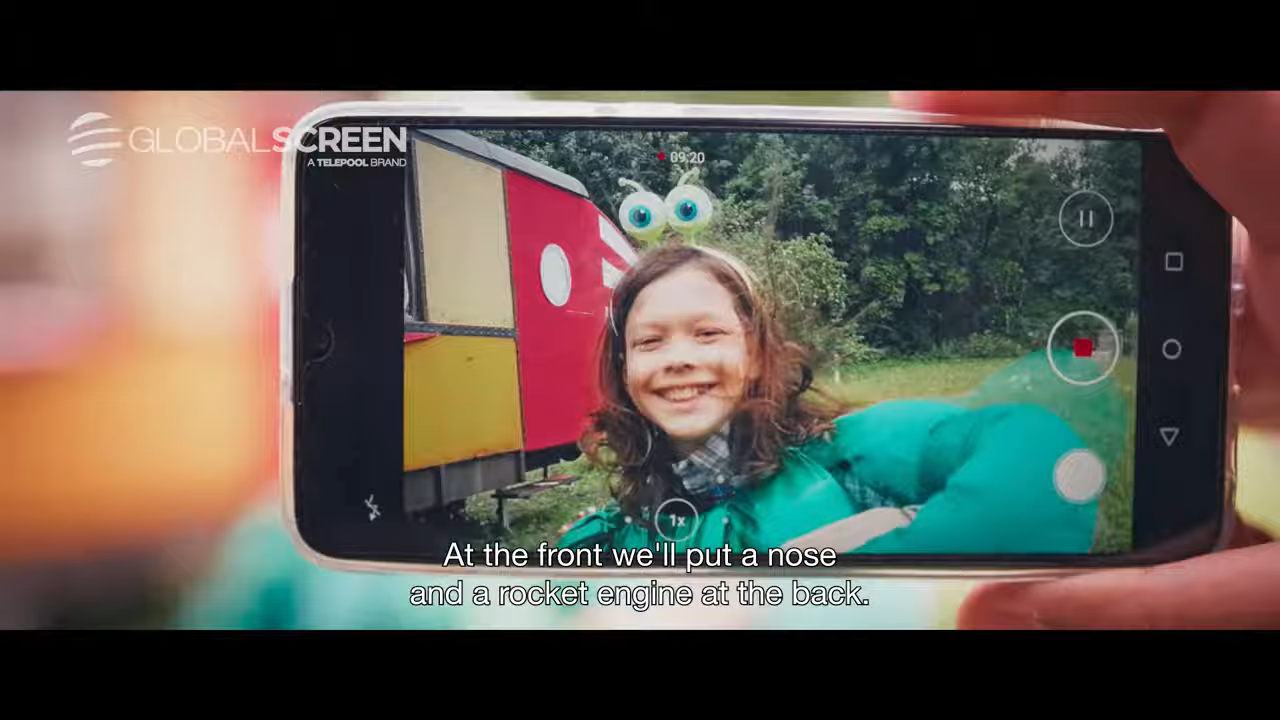 GLOBALSCREEN
A TELEPOOL BRAND
09:20
1x
At the front we'll put a nose
and a rocket engine at the back.